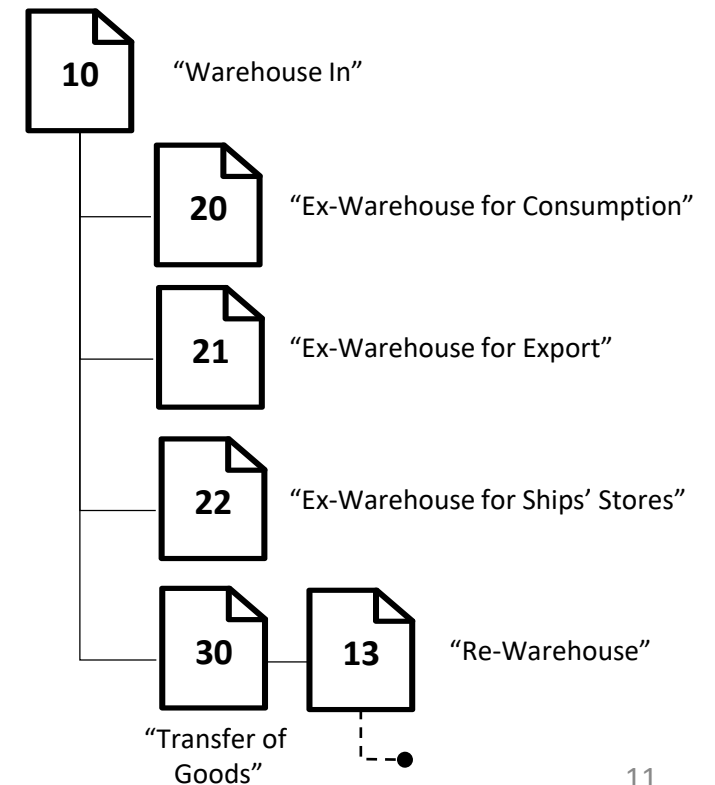 10
“Warehouse In”
20
“Ex-Warehouse for Consumption”
21
“Ex-Warehouse for Export”
22
“Ex-Warehouse for Ships’ Stores”
30
13
“Re-Warehouse”
“Transfer of
Goods”
11